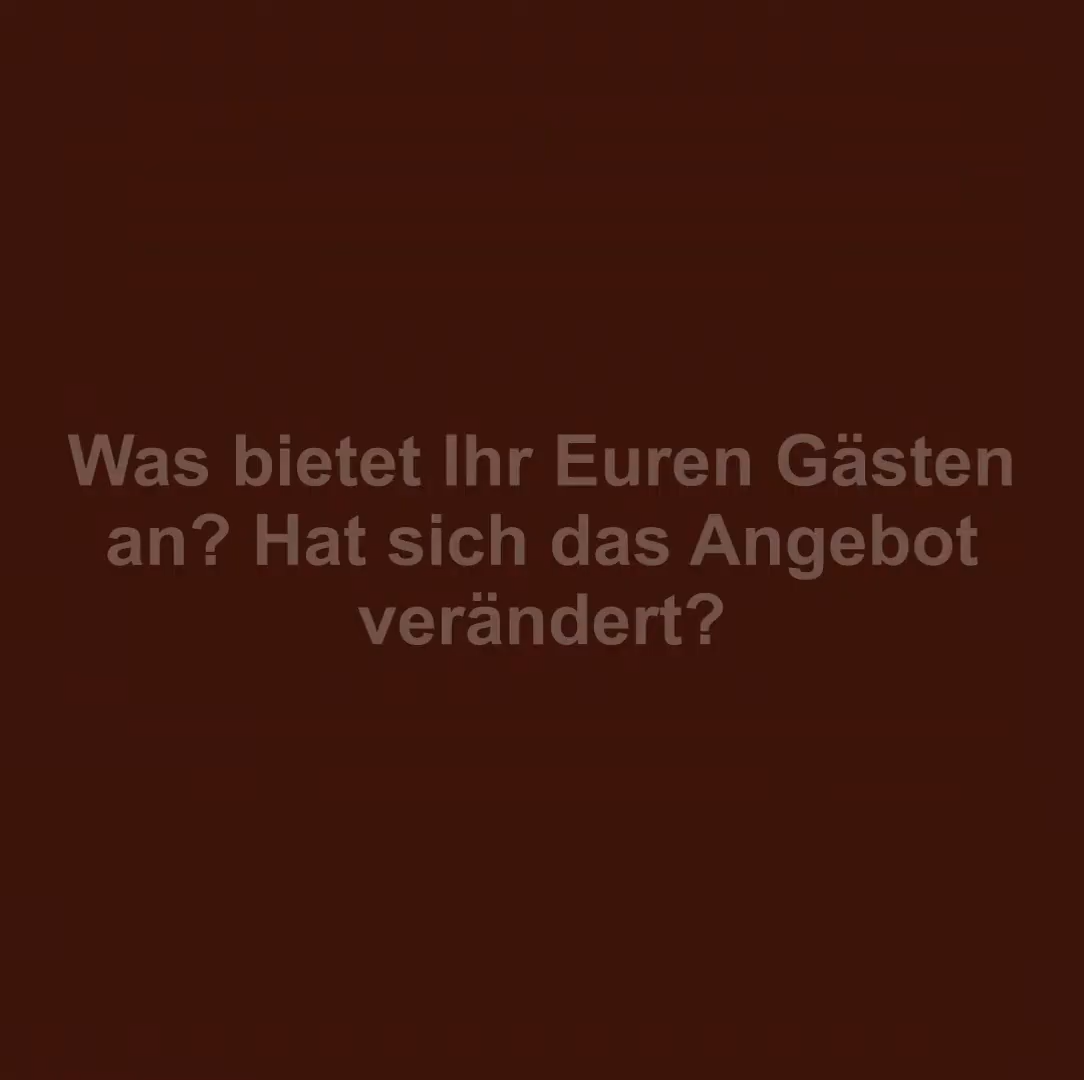 Was bietet Ihr Euren Gästen
an? Hat sich das Angebot
verändert?